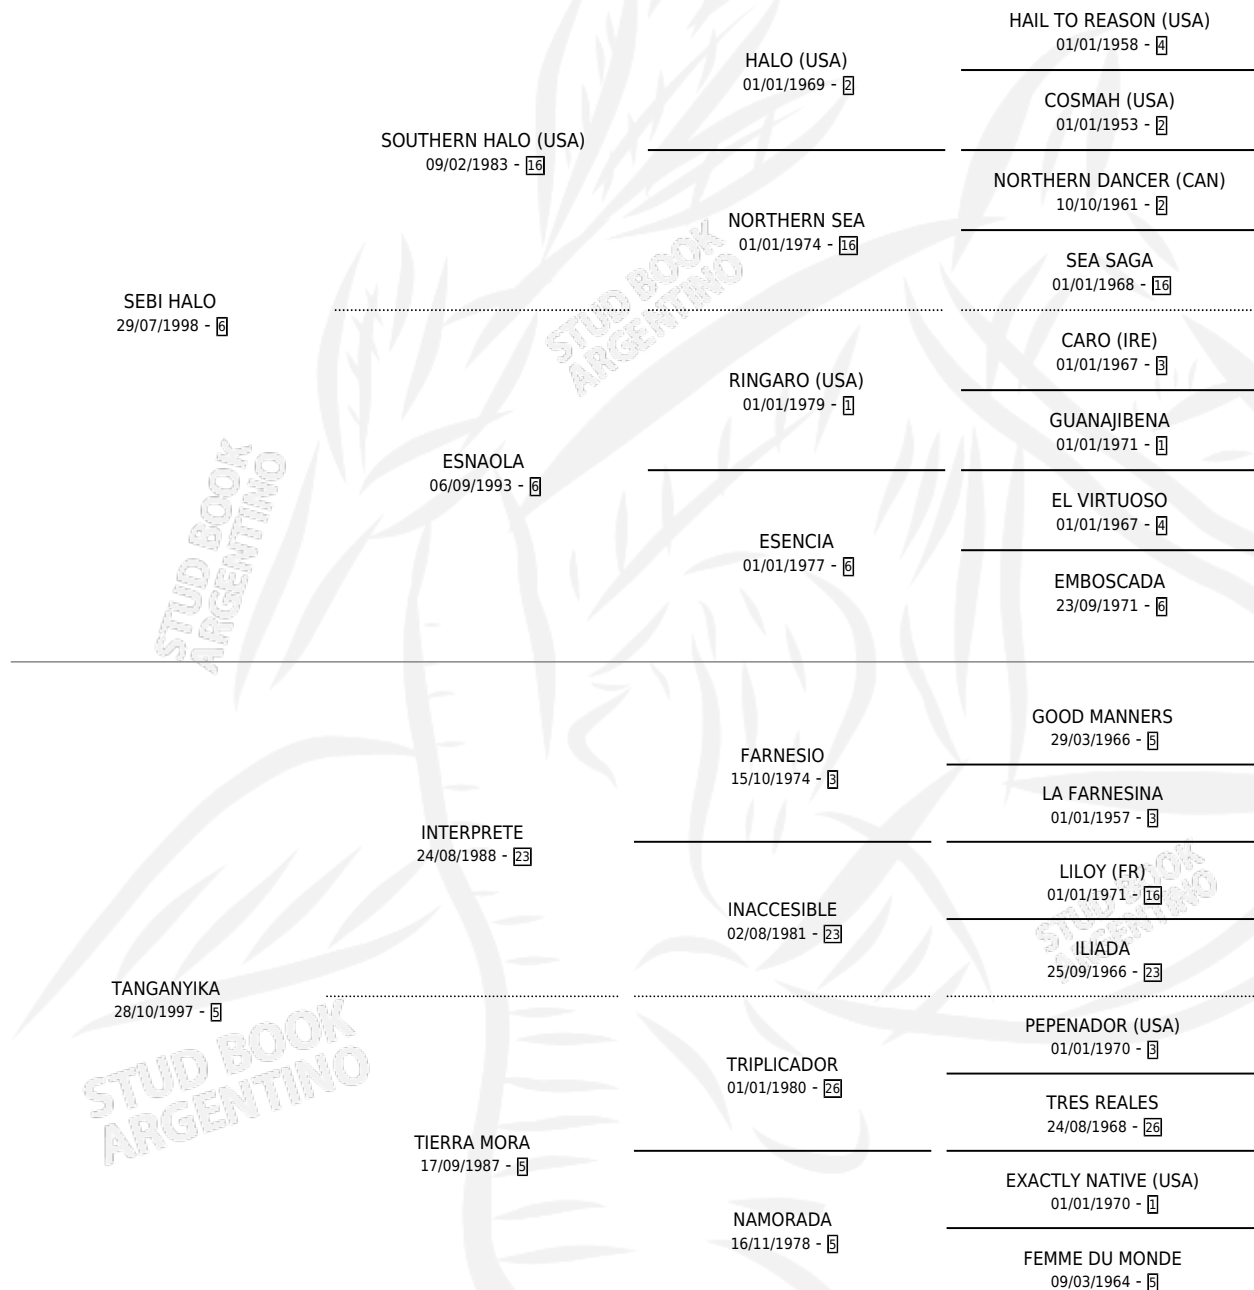 HAIL TO REASON (USA)
01/01/1958 - 4
HALO (USA)
01/01/1969 - 2
COSMAH (USA)
01/01/1953 - 2
SOUTHERN HALO (USA)
09/02/1983 - 16
NORTHERN DANCER (CAN)
10/10/1961 - 2
NORTHERN SEA
01/01/1974 - 16
SEA SAGA
01/01/1968 - 16
SEBI HALO
29/07/1998 - 6
CARO (IRE)
01/01/1967 - 3
RINGARO (USA)
01/01/1979 - 1
GUANAJIBENA
01/01/1971 - 1
ESNAOLA
06/09/1993 - 6
EL VIRTUOSO
01/01/1967 - 4
ESENCIA
01/01/1977 - 6
EMBOSCADA
23/09/1971 - 6
GOOD MANNERS
29/03/1966 - 5
FARNESIO
15/10/1974 - 3
LA FARNESINA
01/01/1957 - 3
INTERPRETE
24/08/1988 - 23
LILOY (FR)
01/01/1971 - 16
INACCESIBLE
02/08/1981 - 23
ILIADA
25/09/1966 - 23
TANGANYIKA
28/10/1997 - 5
PEPENADOR (USA)
01/01/1970 - 3
TRIPLICADOR
01/01/1980 - 26
TRES REALES
24/08/1968 - 26
TIERRA MORA
17/09/1987 - 5
EXACTLY NATIVE (USA)
01/01/1970 - 1
NAMORADA
16/11/1978 - 5
FEMME DU MONDE
09/03/1964 - 5
STUD BOOK
ARGENTINO
STUD BOOK
ARGENTINO
STUD BOOK
ARGENTINO
STUD BOOK
ARGENTINO